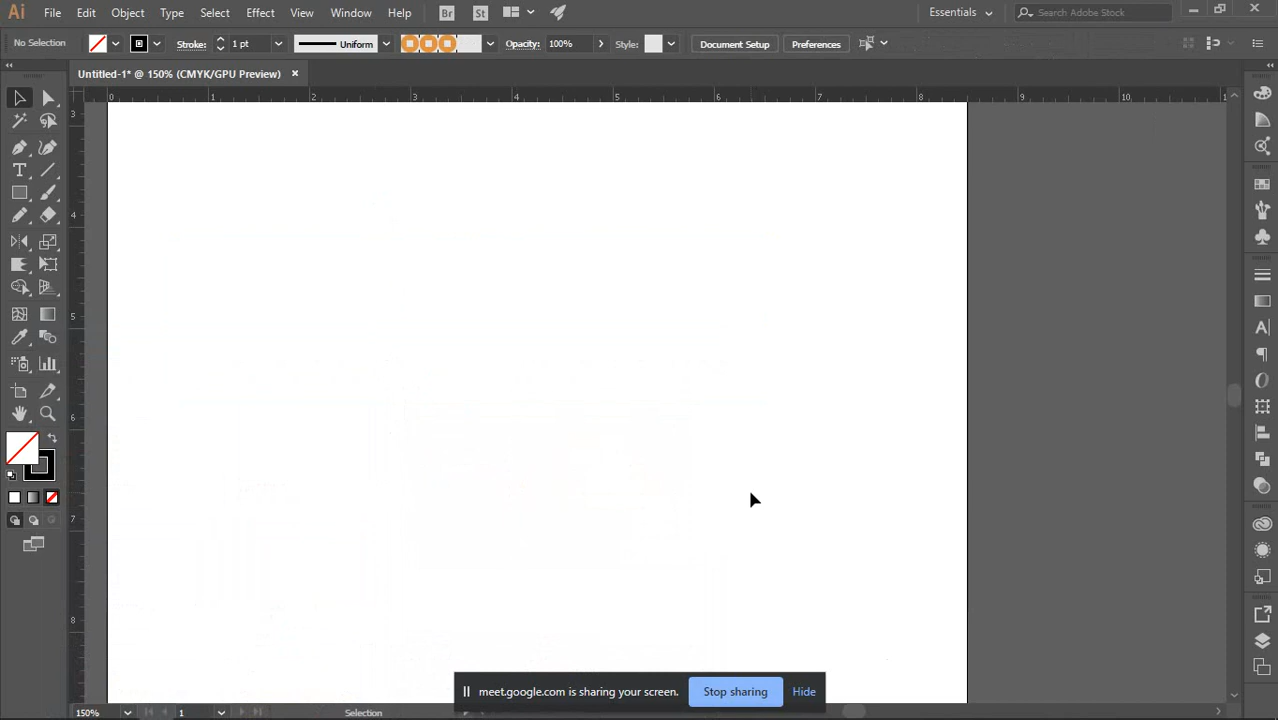 Ai File Edit Object Type Select Effect View Window Help Br St Essentials Search Adobe Stock
No Selection Stroke: 1 pt Uniform Opacity: 100% Style: Document Setup Preferences
Untitled-1* @ 150% (CMYK/GPU Preview) ×
0 1 2 3 4 5 6 7 8 9 10 1
3
4
5
6
7
8
meet.google.com is sharing your screen. Stop sharing Hide
150% 1 Selection